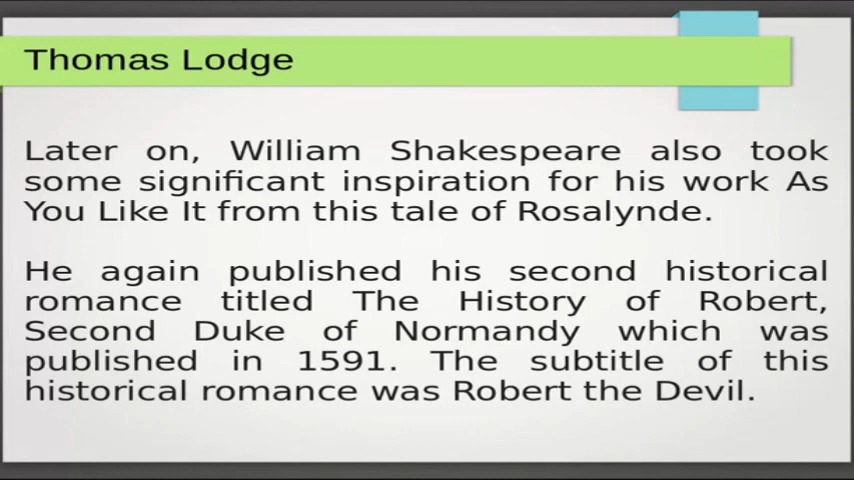 Thomas Lodge
Later on, William Shakespeare also took
some significant inspiration for his work As
You Like It from this tale of Rosalynde.
He again published his second historical
romance titled The History of Robert,
Second Duke of Normandy which was
published in 1591. The subtitle of this
historical romance was Robert the Devil.